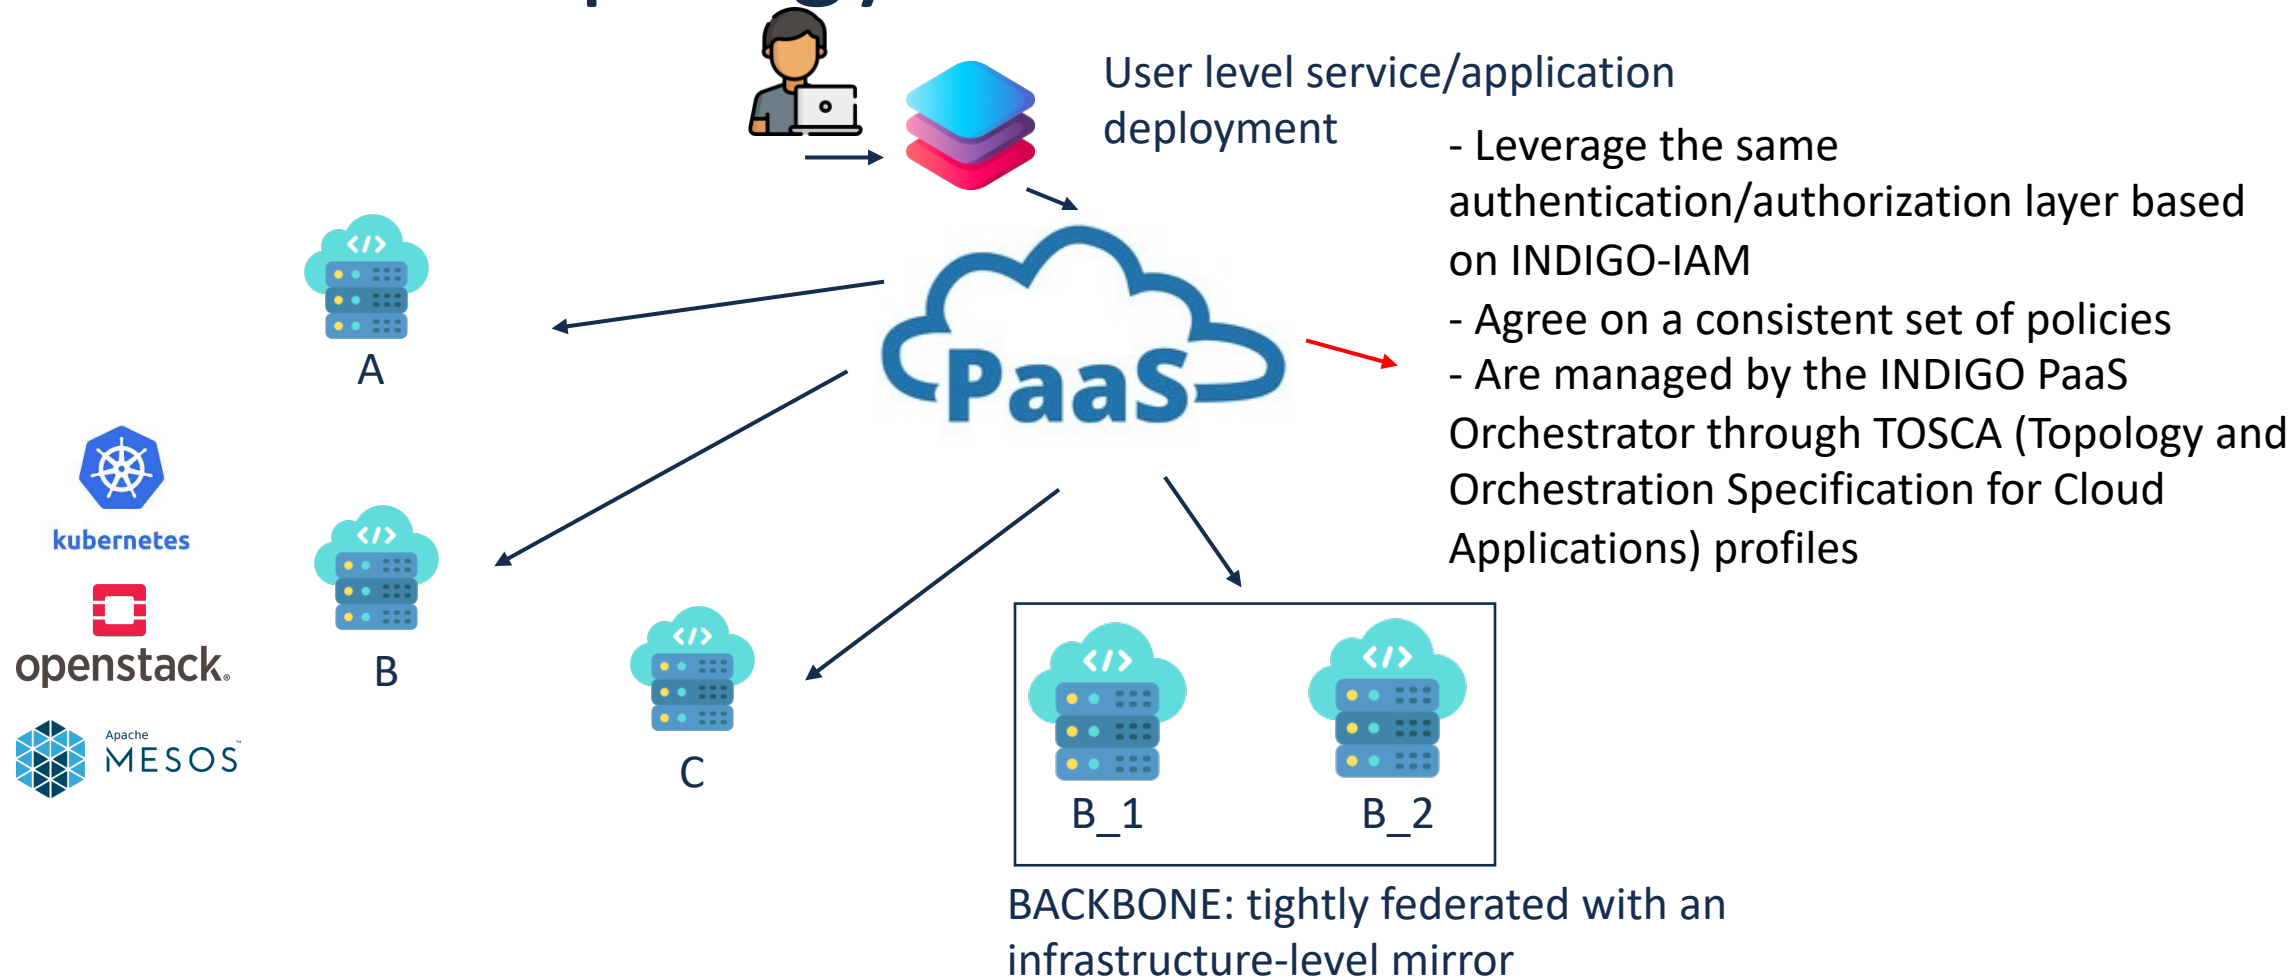 User level service/application
deployment
- Leverage the same
authentication/authorization layer based
on INDIGO-IAM
- Agree on a consistent set of policies
- Are managed by the INDIGO PaaS
Orchestrator through TOSCA (Topology and
Orchestration Specification for Cloud
Applications) profiles
</>
A
PaaS
kubernetes
openstack.
Apache
MESOS™
</>
B
</>
C
</>
B_1
</>
B_2
BACKBONE: tightly federated with an
infrastructure-level mirror